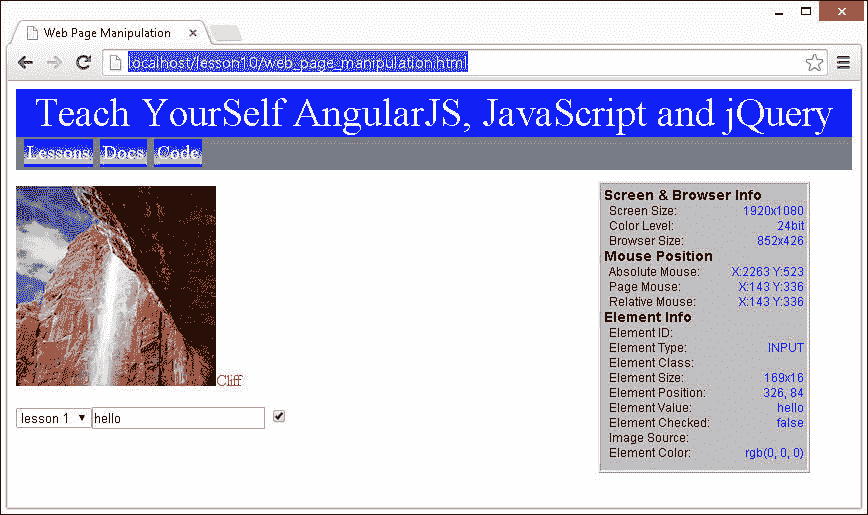 Web Page Manipulation
localhost/lesson10/web_page_manipulation.html
Teach YourSelf AngularJS, JavaScript and jQuery
Lessons Docs Code
Cliff
lesson 1 hello
Screen & Browser Info
Screen Size: 1920x1080
Color Level: 24bit
Browser Size: 852x426
Mouse Position
Absolute Mouse: X:2263 Y:523
Page Mouse: X:143 Y:336
Relative Mouse: X:143 Y:336
Element Info
Element ID:
Element Type: INPUT
Element Class:
Element Size: 169x16
Element Position: 326, 84
Element Value: hello
Element Checked: false
Image Source:
Element Color: rgb(0, 0, 0)